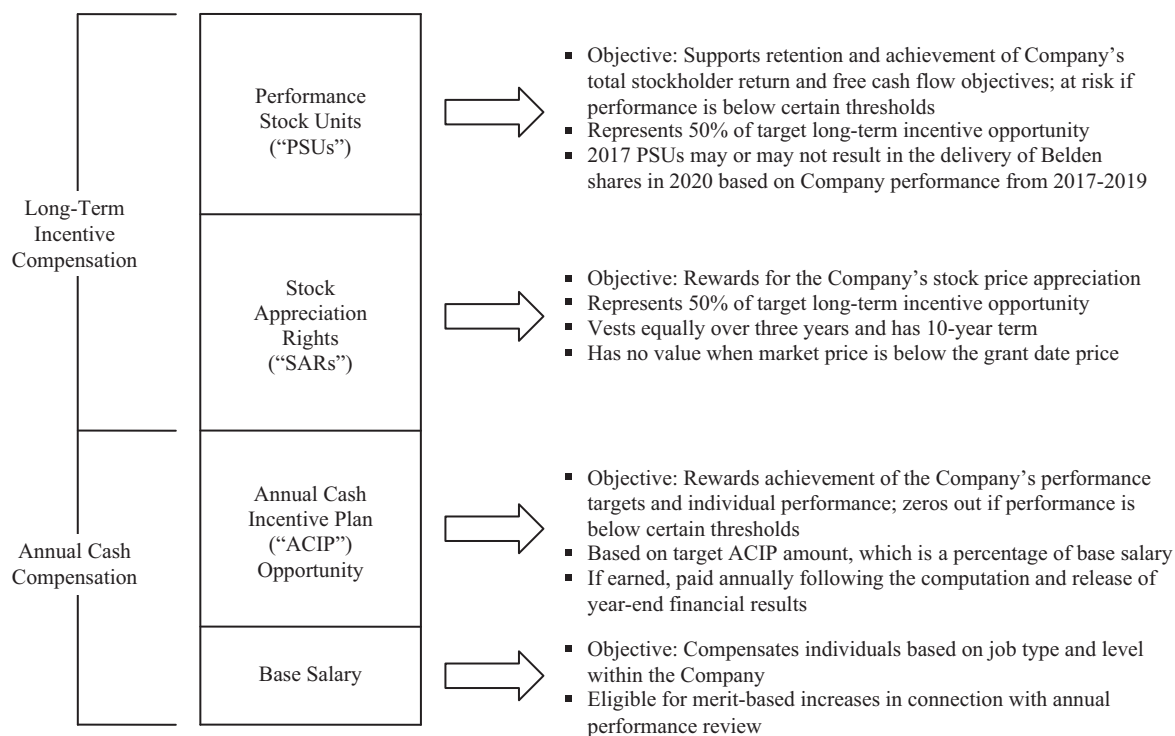 Long-Term
Incentive
Compensation
Performance
Stock Units
(“PSUs”)
▪ Objective: Supports retention and achievement of Company’s
total stockholder return and free cash flow objectives; at risk if
performance is below certain thresholds
▪ Represents 50% of target long-term incentive opportunity
▪ 2017 PSUs may or may not result in the delivery of Belden
shares in 2020 based on Company performance from 2017-2019
Stock
Appreciation
Rights
(“SARs”)
▪ Objective: Rewards for the Company’s stock price appreciation
▪ Represents 50% of target long-term incentive opportunity
▪ Vests equally over three years and has 10-year term
▪ Has no value when market price is below the grant date price
Annual Cash
Compensation
Annual Cash
Incentive Plan
(“ACIP”)
Opportunity
▪ Objective: Rewards achievement of the Company’s performance
targets and individual performance; zeros out if performance is
below certain thresholds
▪ Based on target ACIP amount, which is a percentage of base salary
▪ If earned, paid annually following the computation and release of
year-end financial results
Base Salary
▪ Objective: Compensates individuals based on job type and level
within the Company
▪ Eligible for merit-based increases in connection with annual
performance review